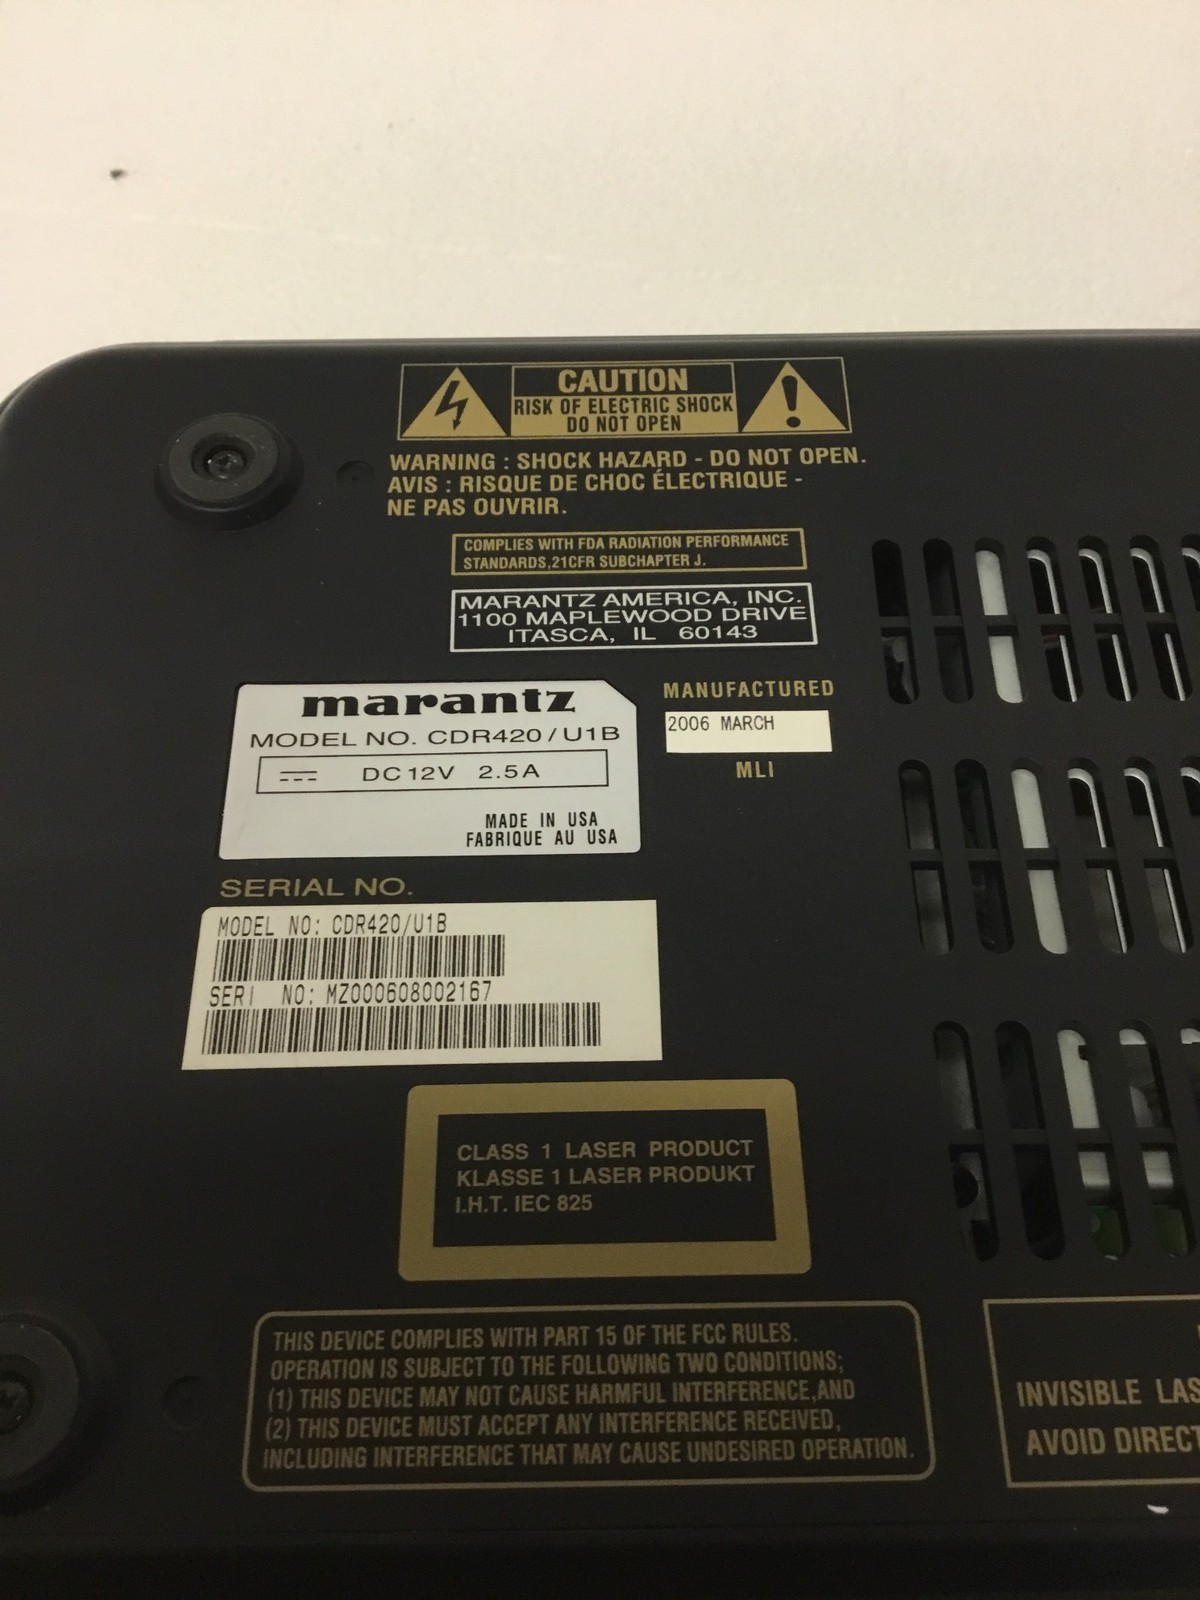 CAUTION
RISK OF ELECTRIC SHOCK
DO NOT OPEN
WARNING : SHOCK HAZARD - DO NOT OPEN.
AVIS : RISQUE DE CHOC ÉLECTRIQUE -
NE PAS OUVRIR.
COMPLIES WITH FDA RADIATION PERFORMANCE
STANDARDS,21CFR SUBCHAPTER J.
MARANTZ AMERICA, INC.
1100 MAPLEWOOD DRIVE
ITASCA, IL 60143
marantz
MODEL NO. CDR420/U1B
DC12V 2.5A
MADE IN USA
FABRIQUE AU USA
MANUFACTURED
2006 MARCH
MLI
SERIAL NO.
MODEL NO: CDR420/U1B
SERI NO: MZ000608002167
CLASS 1 LASER PRODUCT
KLASSE 1 LASER PRODUKT
I.H.T. IEC 825
THIS DEVICE COMPLIES WITH PART 15 OF THE FCC RULES.
OPERATION IS SUBJECT TO THE FOLLOWING TWO CONDITIONS;
(1) THIS DEVICE MAY NOT CAUSE HARMFUL INTERFERENCE,AND
(2) THIS DEVICE MUST ACCEPT ANY INTERFERENCE RECEIVED,
INCLUDING INTERFERENCE THAT MAY CAUSE UNDESIRED OPERATION.
INVISIBLE LAS
AVOID DIRECT